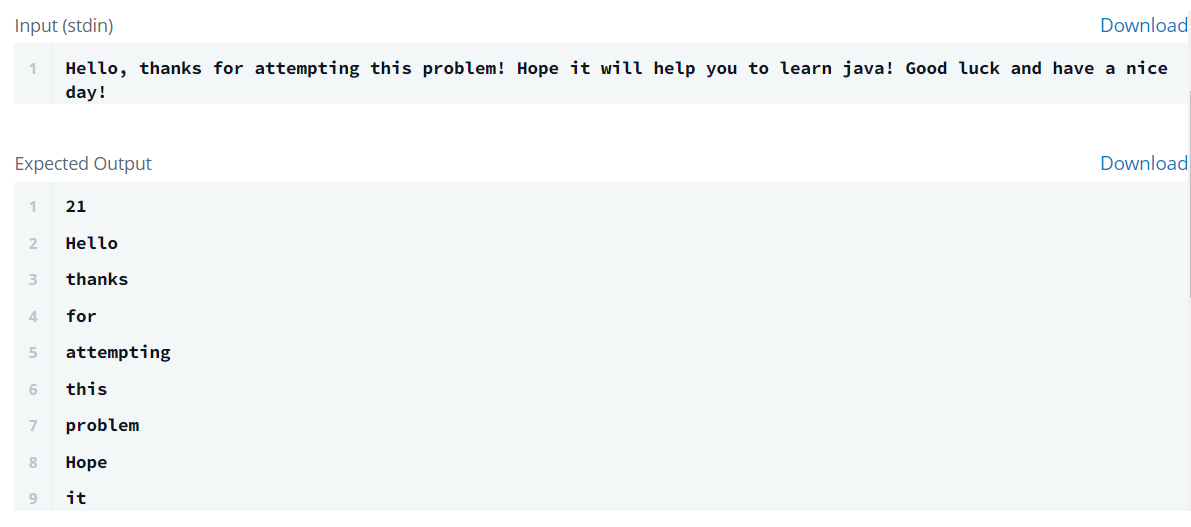 Input (stdin) Download
1 Hello, thanks for attempting this problem! Hope it will help you to learn java! Good luck and have a nice
day!
Expected Output Download
1 21
2 Hello
3 thanks
4 for
5 attempting
6 this
7 problem
8 Hope
9 it